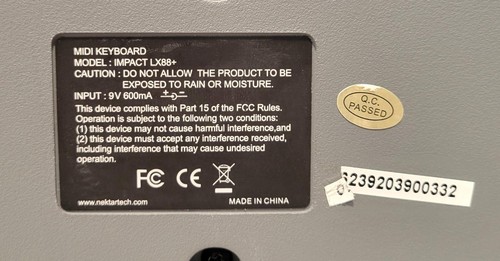 MIDI KEYBOARD
MODEL : IMPACT LX88+
CAUTION : DO NOT ALLOW THE PRODUCT TO BE
EXPOSED TO RAIN OR MOISTURE.
INPUT : 9V 600mA
This device complies with Part 15 of the FCC Rules.
Operation is subject to the following two conditions:
(1) this device may not cause harmful interference,and
(2) this device must accept any interference received,
including interference that may cause undesired
operation.
FC CE
www.nektartech.com MADE IN CHINA
Q.C.
PASSED
S239203900332